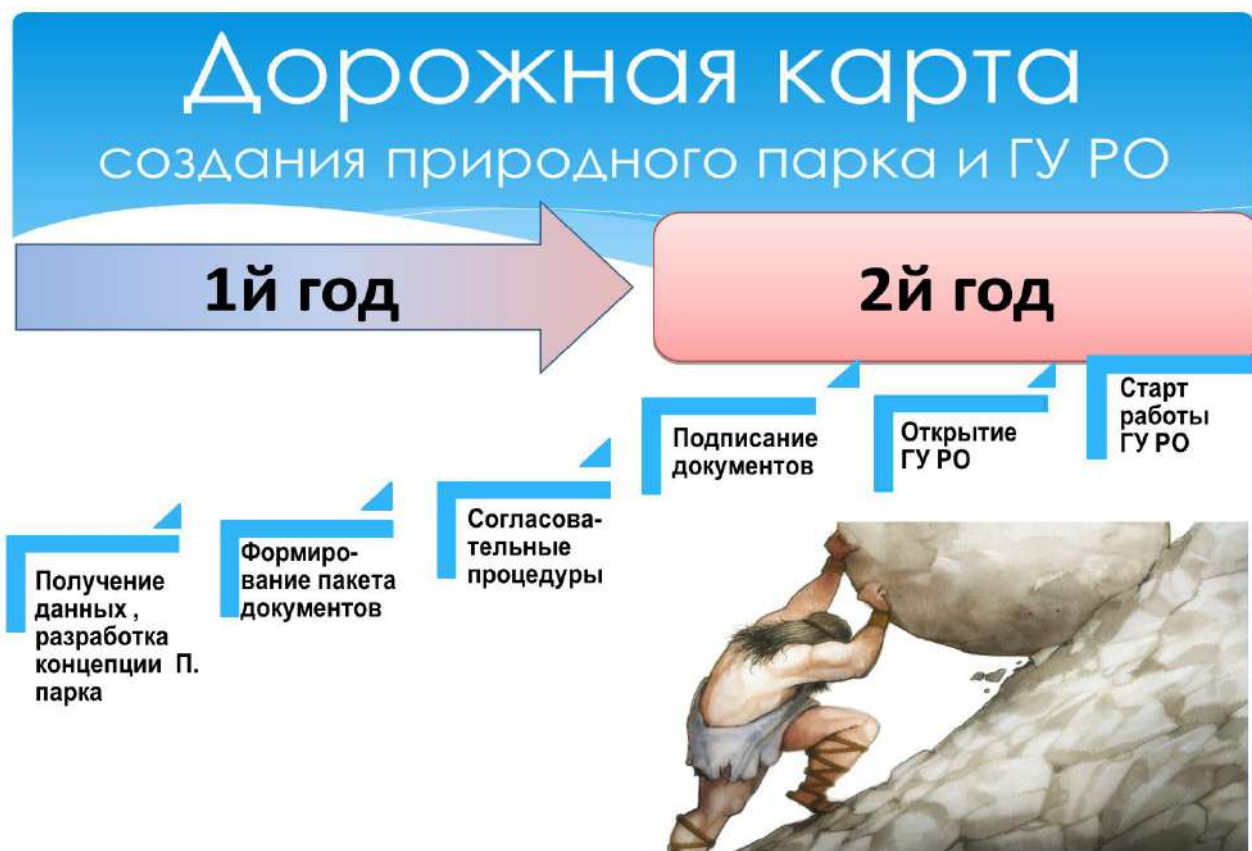 Дорожная карта
создания природного парка и ГУ РО
1й год
2й год
Получение
данных ,
разработка
концепции П.
парка
Формиро-
вание пакета
документов
Согласова-
тельные
процедуры
Подписание
документов
Открытие
ГУ РО
Старт
работы
ГУ РО